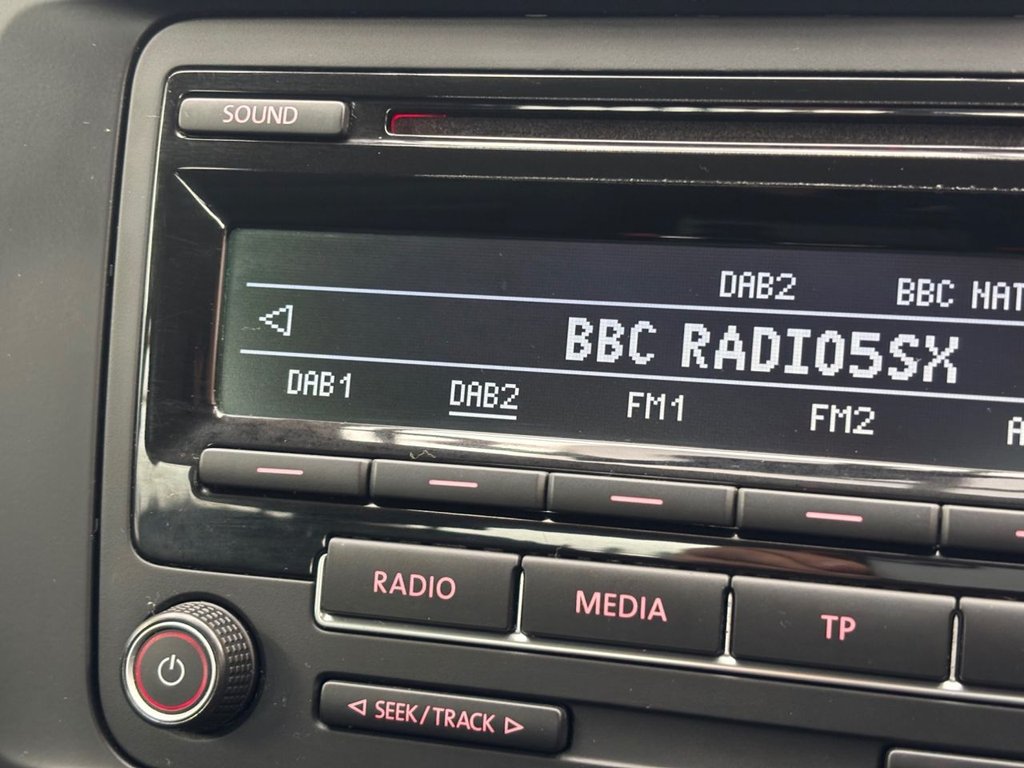 SOUND
DAB2 BBC NAT
BBC RADIO5SX
DAB1 DAB2 FM1 FM2 A
RADIO MEDIA TP
SEEK/TRACK